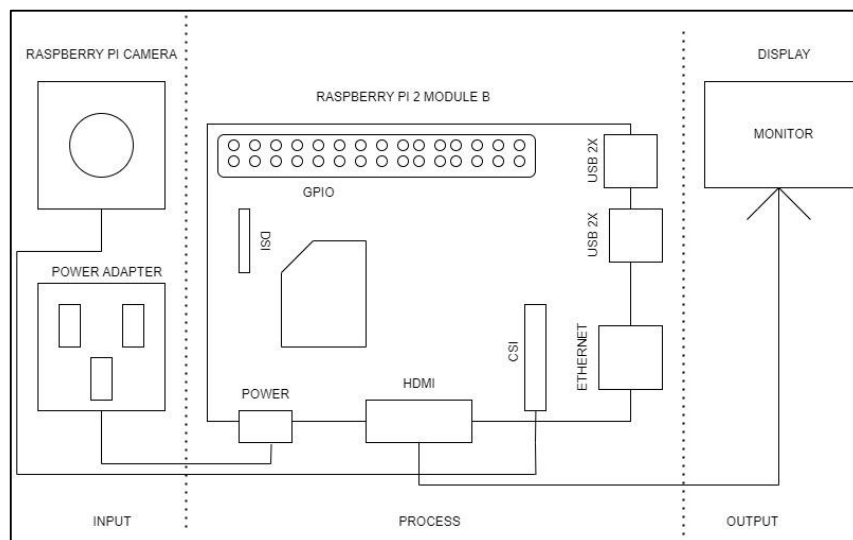 RASPBERRY PI CAMERA
DISPLAY
RASPBERRY PI 2 MODULE B
MONITOR
USB 2X
GPIO
USB 2X
DSI
POWER ADAPTER
CSI
ETHERNET
POWER
HDMI
INPUT
PROCESS
OUTPUT